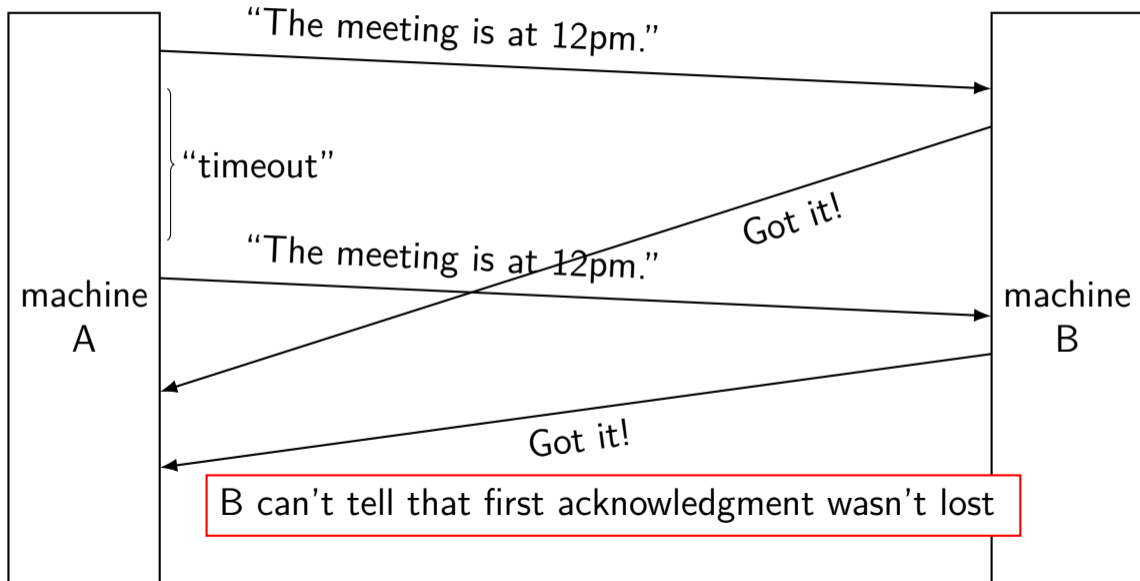 “The meeting is at 12pm.”
“timeout”
Got it!
“The meeting is at 12pm.”
machine
A
machine
B
Got it!
B can't tell that first acknowledgment wasn't lost